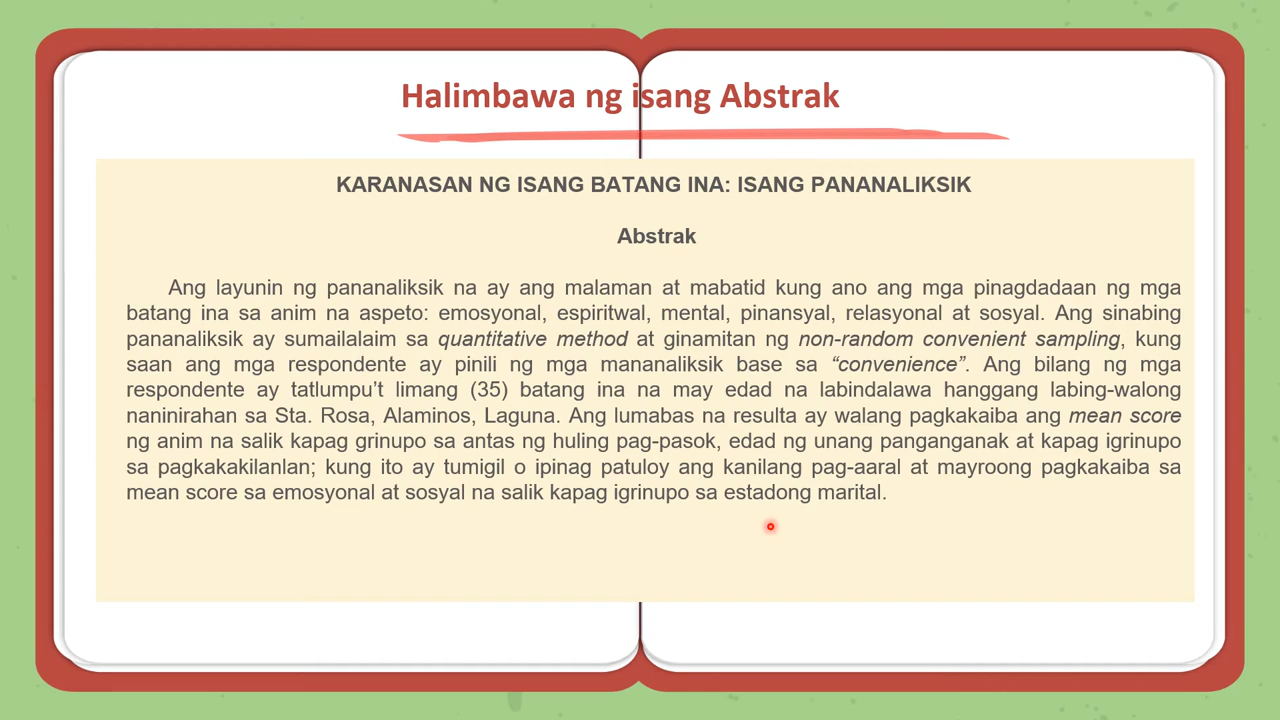 Halimbawa ng isang Abstrak
KARANASAN NG ISANG BATANG INA: ISANG PANANALIKSIK
Abstrak
Ang layunin ng pananaliksik na ay ang malaman at mabatid kung ano ang mga pinagdadaan ng mga
batang ina sa anim na aspeto: emosyonal, espiritwal, mental, pinansyal, relasyonal at sosyal. Ang sinabing
pananaliksik ay sumailalaim sa quantitative method at ginamitan ng non-random convenient sampling, kung
saan ang mga respondente ay pinili ng mga mananaliksik base sa “convenience”. Ang bilang ng mga
respondente ay tatlumpu’t limang (35) batang ina na may edad na labindalawa hanggang labing-walong
naninirahan sa Sta. Rosa, Alaminos, Laguna. Ang lumabas na resulta ay walang pagkakaiba ang mean score
ng anim na salik kapag grinupo sa antas ng huling pag-pasok, edad ng unang panganganak at kapag igrinupo
sa pagkakakilanlan; kung ito ay tumigil o ipinag patuloy ang kanilang pag-aaral at mayroong pagkakaiba sa
mean score sa emosyonal at sosyal na salik kapag igrinupo sa estadong marital.